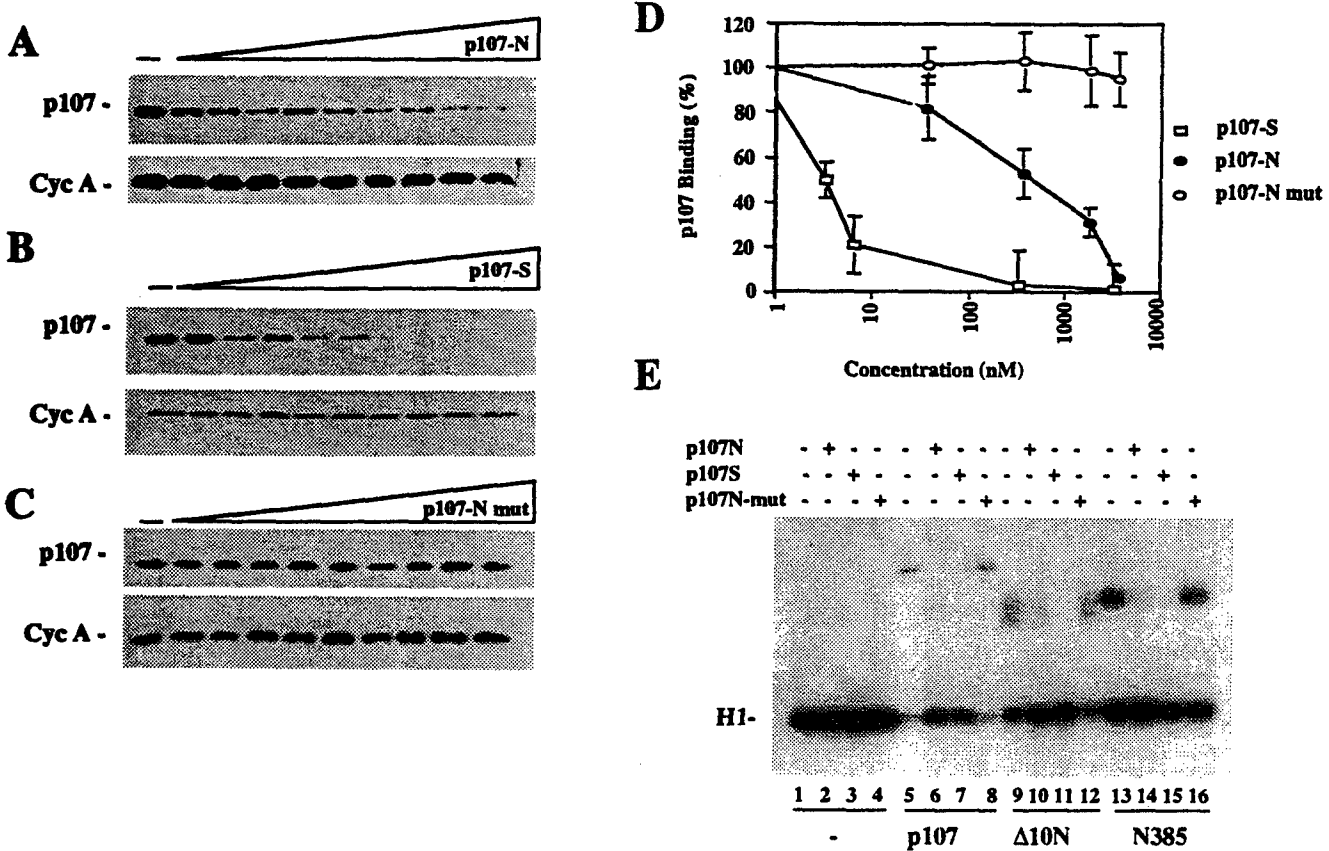 A
p107-N
p107 -
Cyc A -
B
p107-S
p107-
Cyc A -
C
p107-N mut
p107 -
Cyc A -
D
p107 Binding (%)
120
100
80
60
40
20
0
1
10
100
1000
10000
Concentration (nM)
p107-S
p107-N
p107-N mut
E
p107N - + - - - + - - - + - - - + - -
p107S - - + - - - + - - - + - - - + -
p107N-mut - - - + - - - + - - - + - - - +
H1-
1 2 3 4 5 6 7 8 9 10 11 12 13 14 15 16
- p107 Δ10N N385